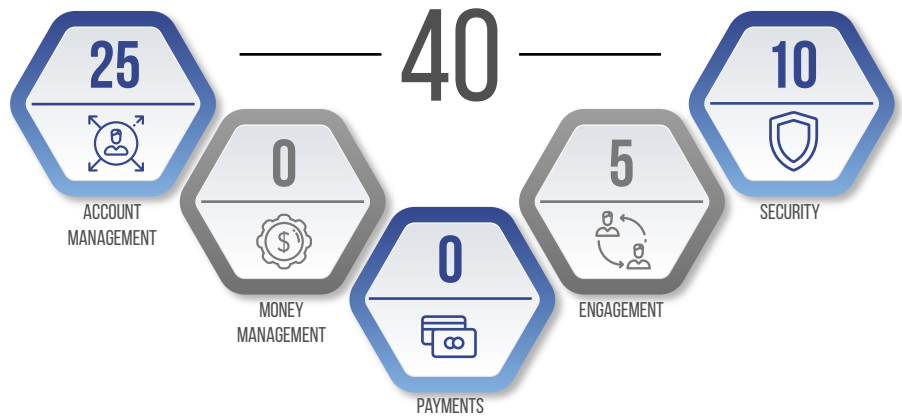 40
25
ACCOUNT
MANAGEMENT
0
$
MONEY
MANAGEMENT
0
PAYMENTS
5
ENGAGEMENT
10
SECURITY